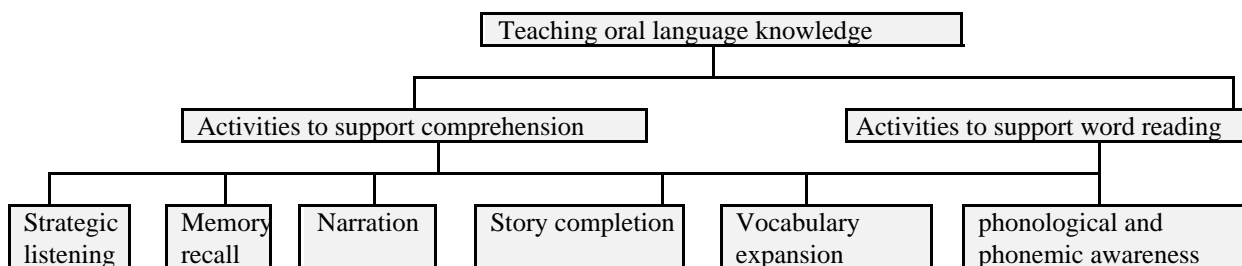 Teaching oral language knowledge
Activities to support comprehension
Activities to support word reading
Strategic
listening
Memory
recall
Narration
Story completion
Vocabulary
expansion
phonological and
phonemic awareness